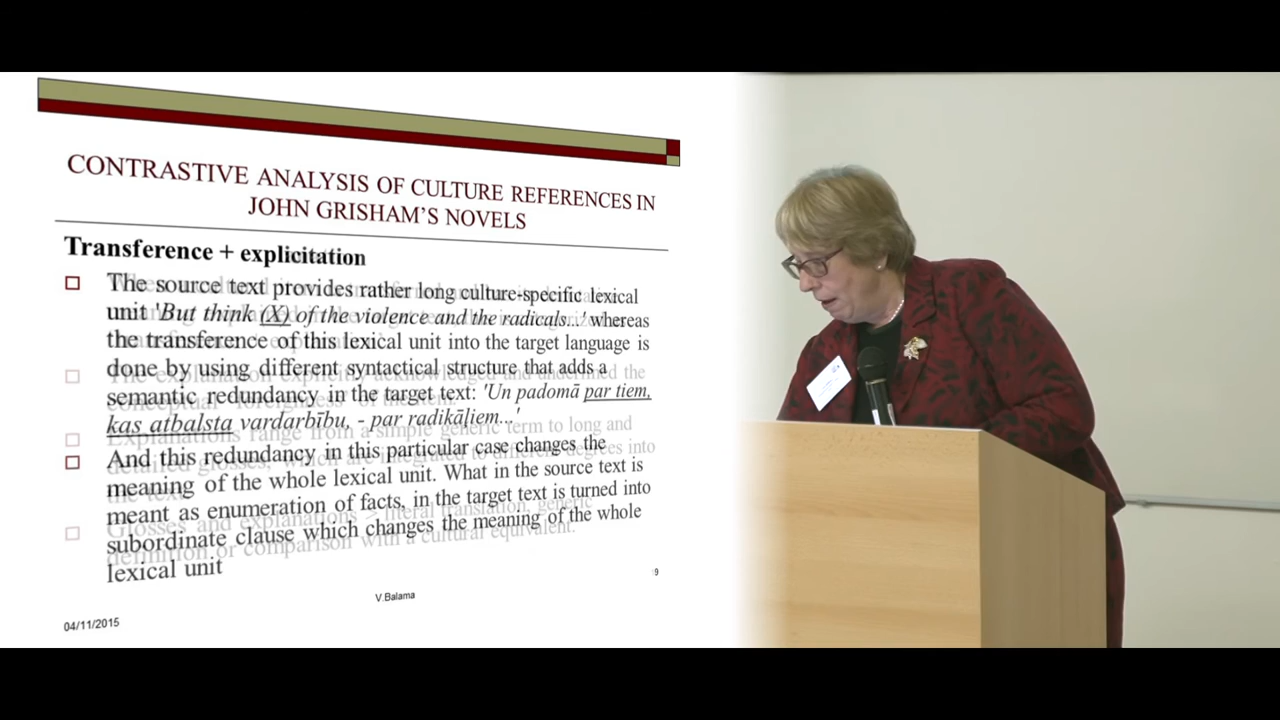 CONTRASTIVE ANALYSIS OF CULTURE REFERENCES IN
JOHN GRISHAM'S NOVELS
Transference + explicitation
The source text provides rather long culture-specific lexical
unit 'But think (X) of the violence and the radicals...' whereas
the transference of this lexical unit into the target language is
done by using different syntactical structure that adds a
semantic redundancy in the target text: 'Un padomā par tiem,
kas atbalsta vardarbību, - par radikāļiem...'
And this redundancy in this particular case changes the
meaning of the whole lexical unit. What in the source text is
meant as enumeration of facts, in the target text is turned into
subordinate clause which changes the meaning of the whole
lexical unit
9
V.Balama
04/11/2015